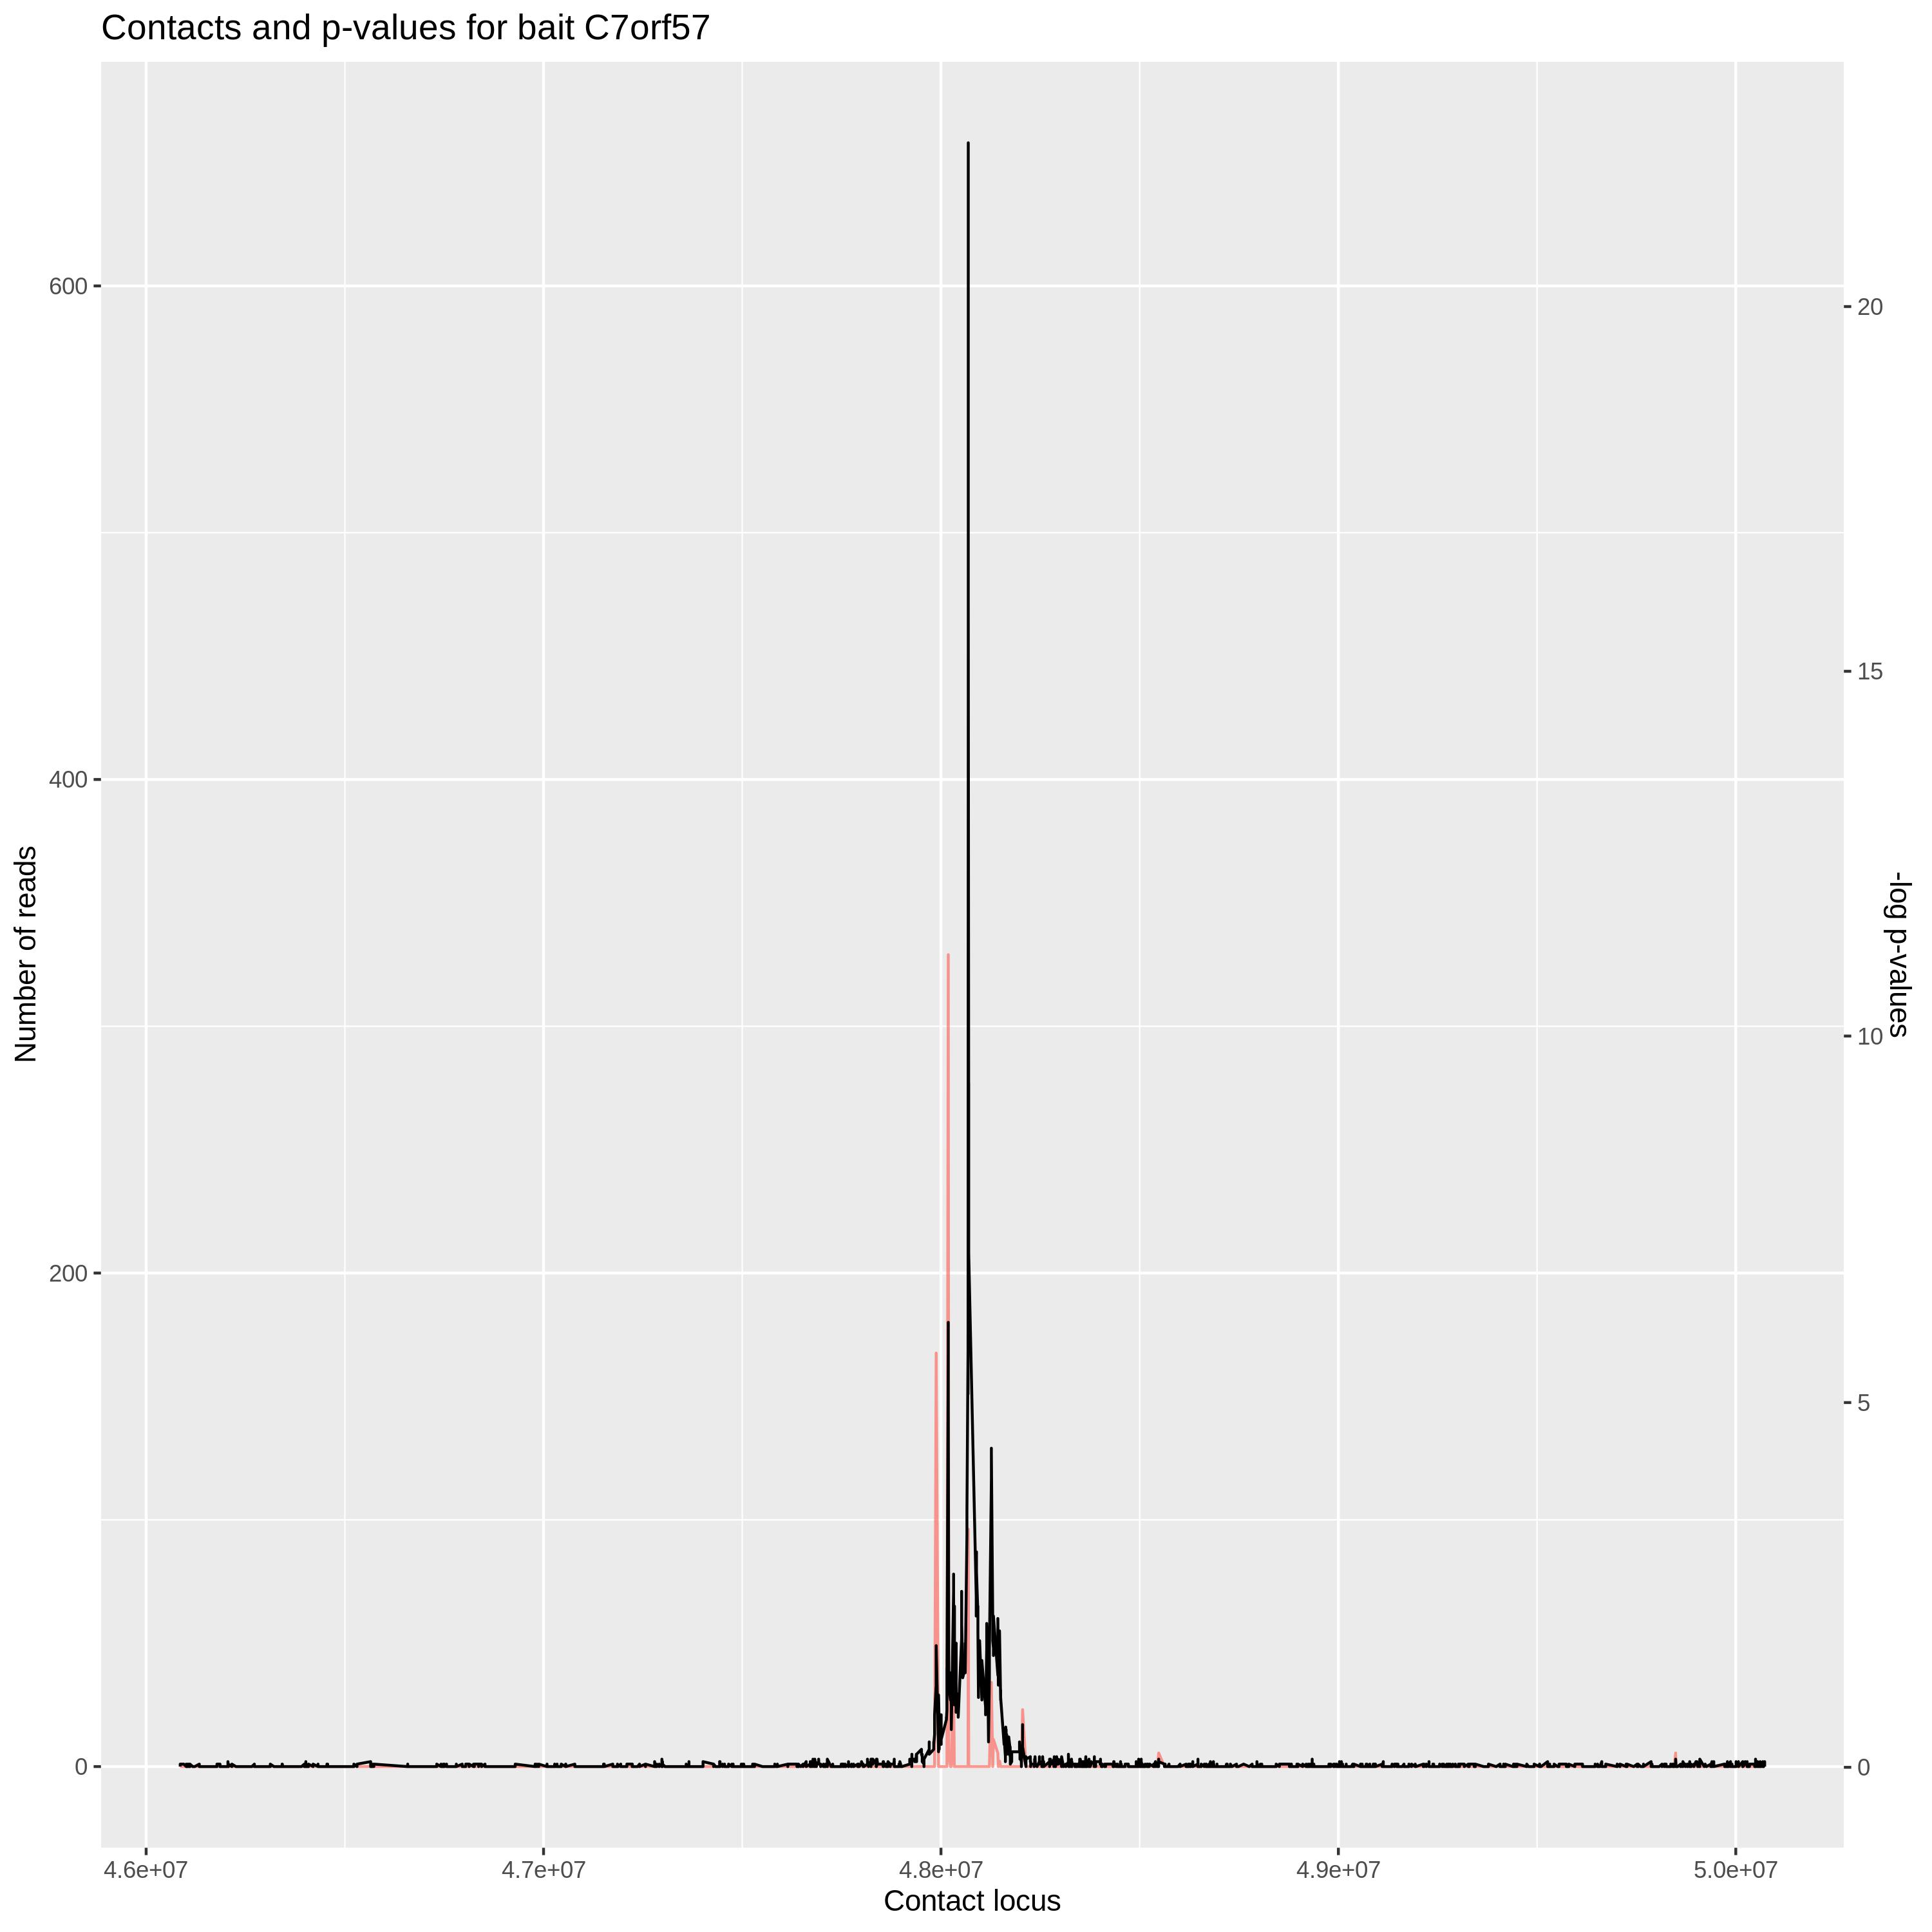 Contacts and p-values for bait C7orf57
600
400
200
0
Number of reads
20
15
10
5
0
-log p-values
4.6e+07
4.7e+07
4.8e+07
4.9e+07
5.0e+07
Contact locus